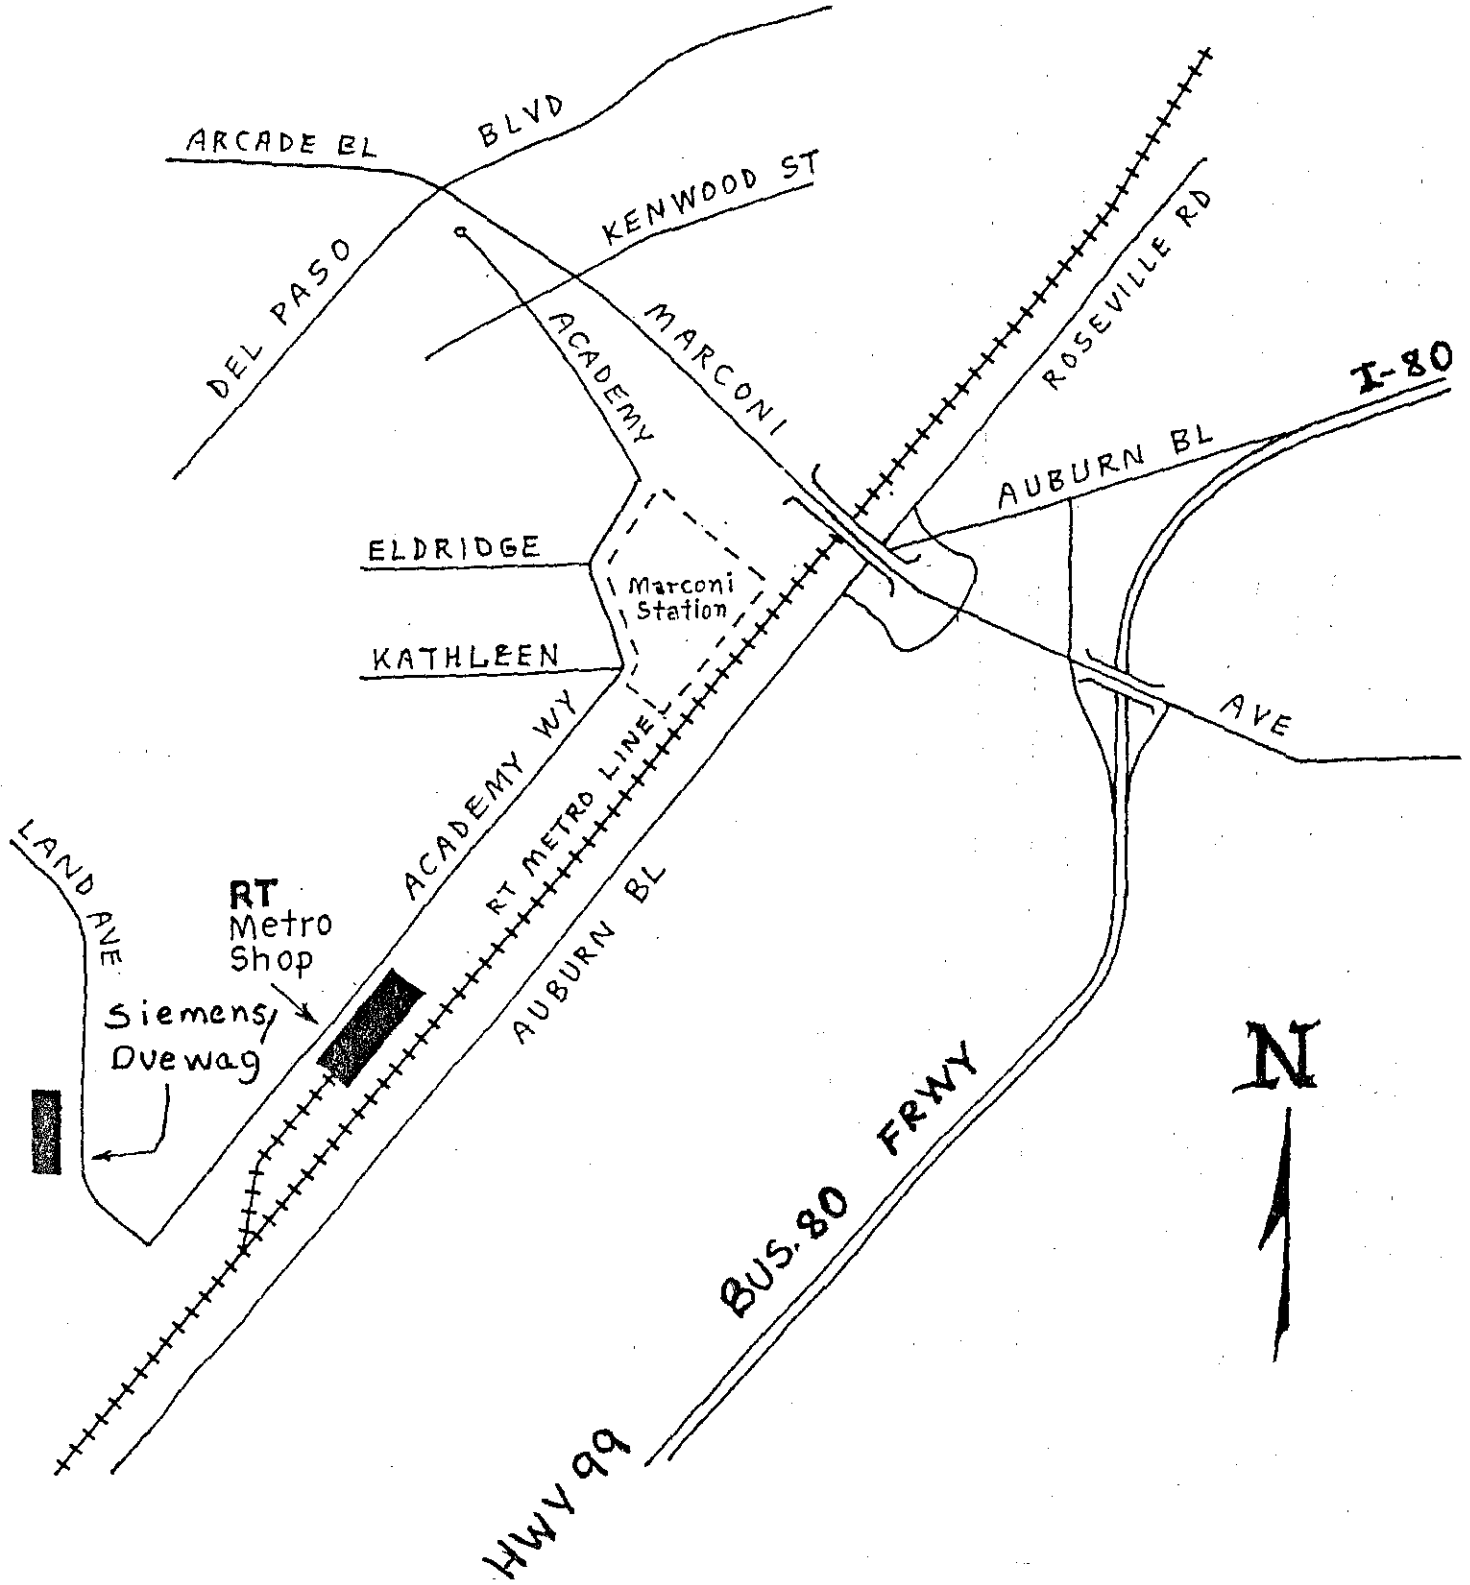 ARCADE BL
BLVD
DEL PASO
KENWOOD ST
ACADEMY
MARCONI
ROSEVILLE RD
I-80
AUBURN BL
ELDRIDGE
Marconi
Station
KATHLEEN
AVE
ACADEMY WY
RT METRO LINE
AUBURN BL
LAND AVE
RT
Metro
Shop
Siemens/
Duewag
N
BUS. 80 FRWY
HWY 99